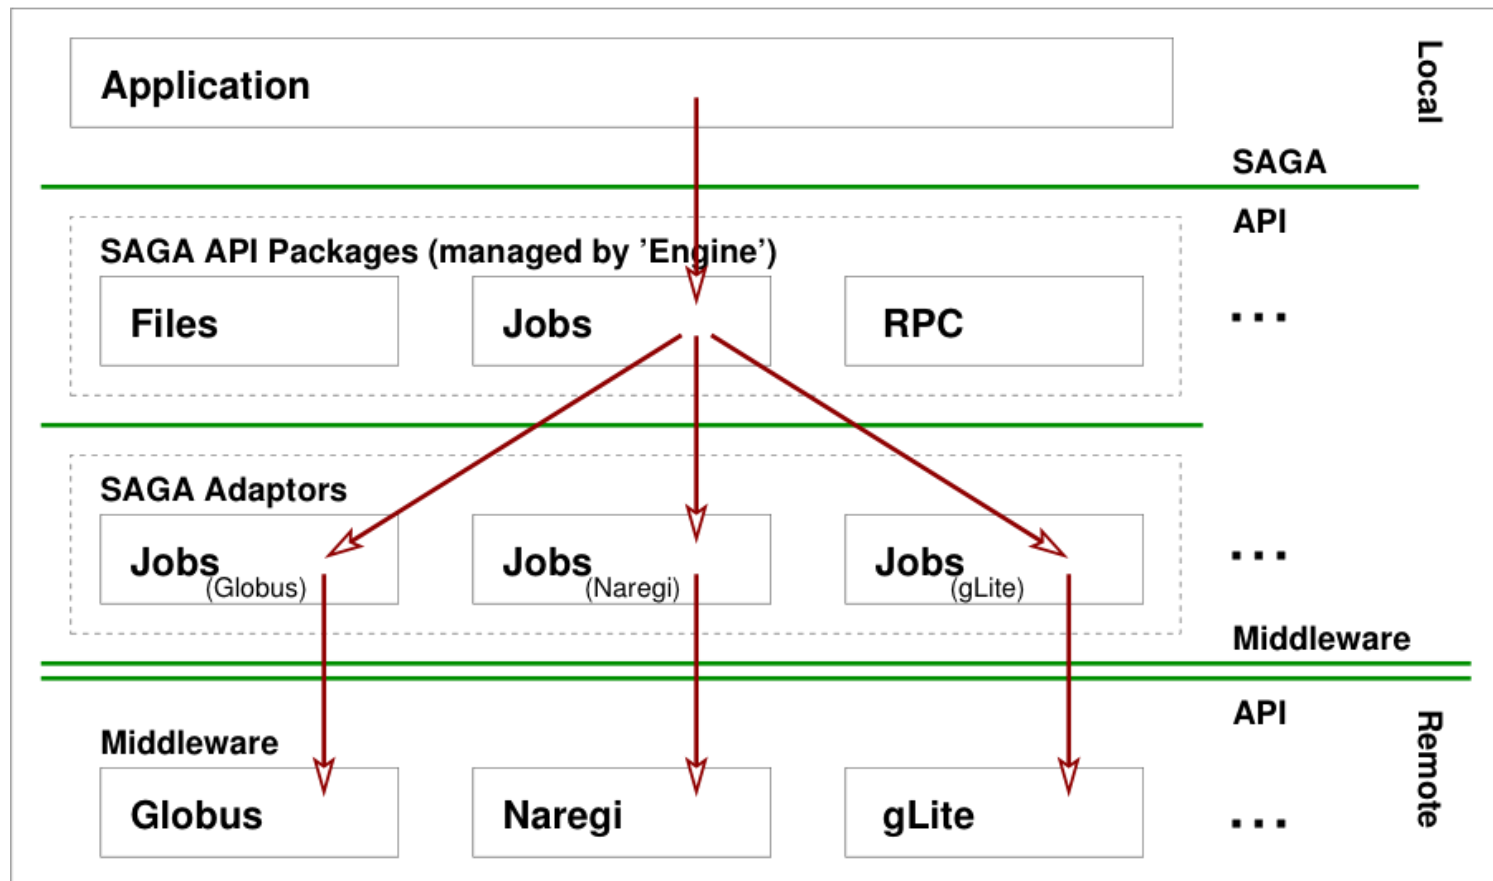 Application
Local
SAGA
API
SAGA API Packages (managed by ’Engine’)
Files
Jobs
RPC
...
SAGA Adaptors
Jobs
(Globus)
Jobs
(Naregi)
Jobs
(gLite)
...
Middleware
API
Middleware
Remote
Globus
Naregi
gLite
...